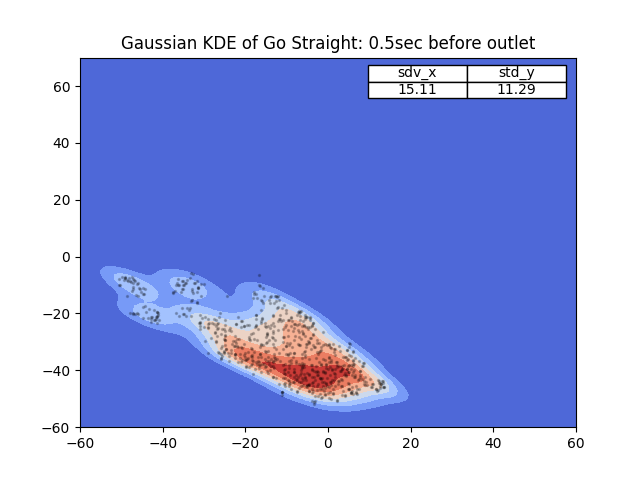 Gaussian KDE of Go Straight: 0.5sec before outlet
sdv_x std_y
15.11 11.29
60
40
20
0
−20
−40
−60
−60 −40 −20 0 20 40 60